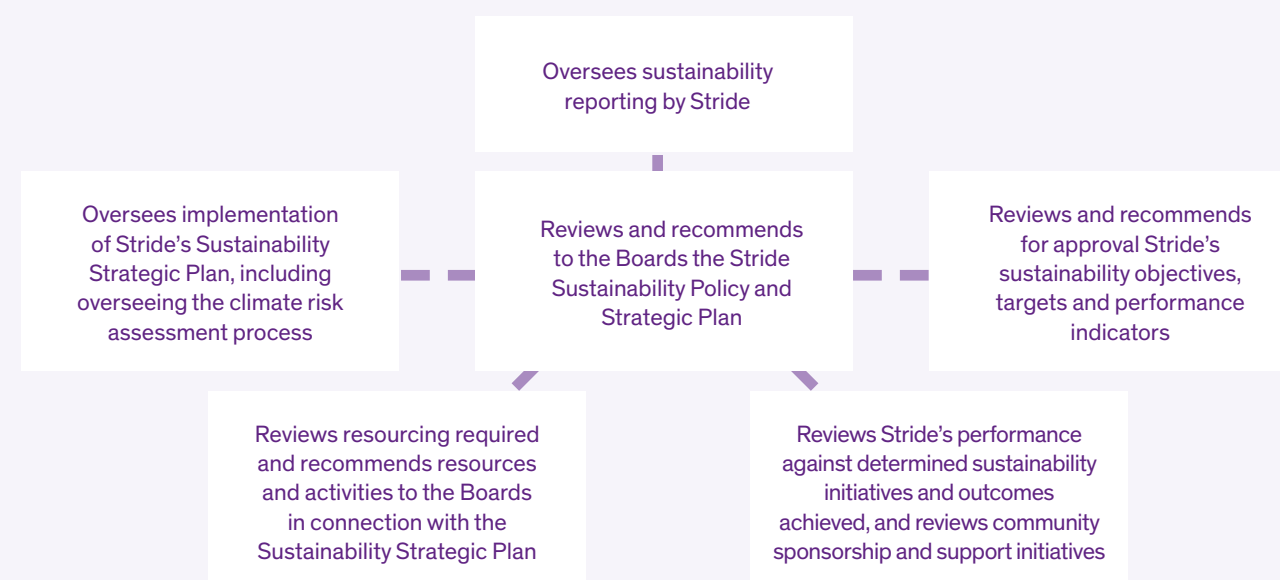 Oversees sustainability
reporting by Stride
Oversees implementation
of Stride’s Sustainability
Strategic Plan, including
overseeing the climate risk
assessment process
Reviews and recommends
to the Boards the Stride
Sustainability Policy and
Strategic Plan
Reviews and recommends
for approval Stride’s
sustainability objectives,
targets and performance
indicators
Reviews resourcing required
and recommends resources
and activities to the Boards
in connection with the
Sustainability Strategic Plan
Reviews Stride’s performance
against determined sustainability
initiatives and outcomes
achieved, and reviews community
sponsorship and support initiatives